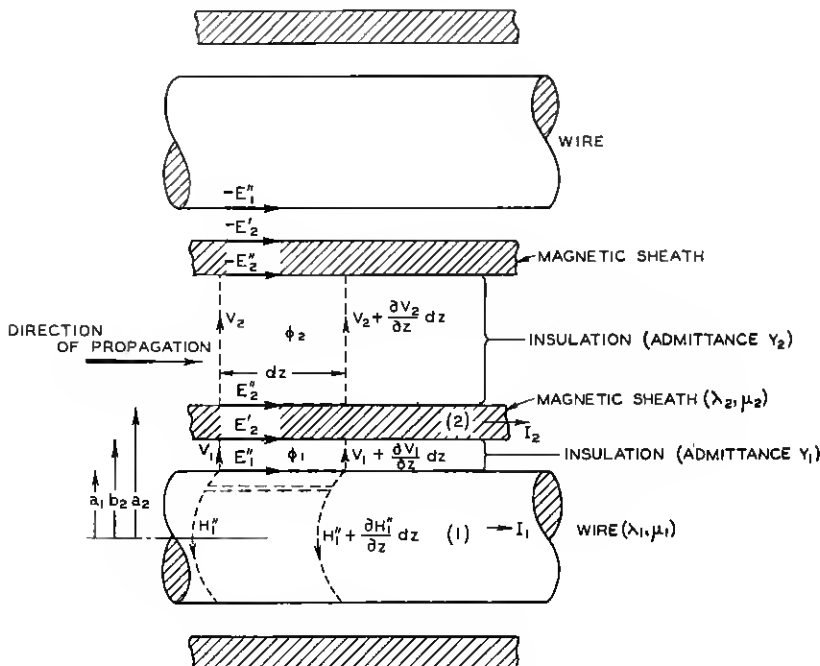 WIRE
-E₁″
-E₂′
-E₂″
MAGNETIC SHEATH
V₂
V₂ + ∂V₂/∂z dz
ϕ₂
DIRECTION
OF PROPAGATION
INSULATION (ADMITTANCE Y₂)
dz
E₂″
MAGNETIC SHEATH (λ₂, μ₂)
E₂′
(2)
I₂
V₁
E₁″
ϕ₁
V₁ + ∂V₁/∂z dz
INSULATION (ADMITTANCE Y₁)
a₁
b₂
a₂
H₁″
H₁″ + ∂H₁″/∂z dz
(1)
I₁
WIRE (λ₁, μ₁)